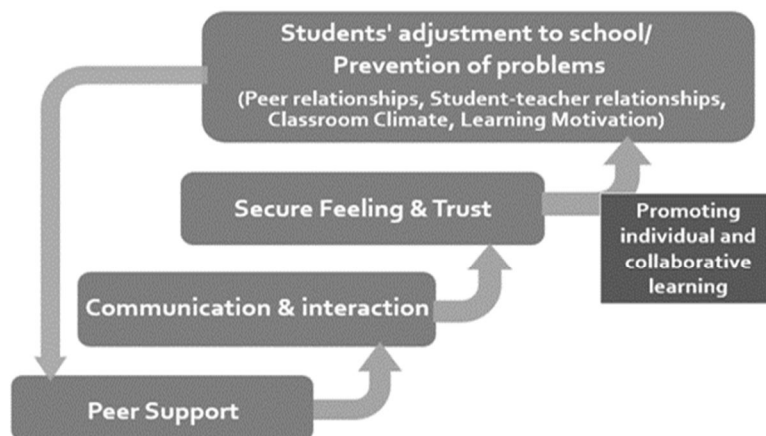 Students' adjustment to school/
Prevention of problems
(Peer relationships, Student-teacher relationships,
Classroom Climate, Learning Motivation)
Secure Feeling & Trust
Promoting
individual and
collaborative
learning
Communication & interaction
Peer Support